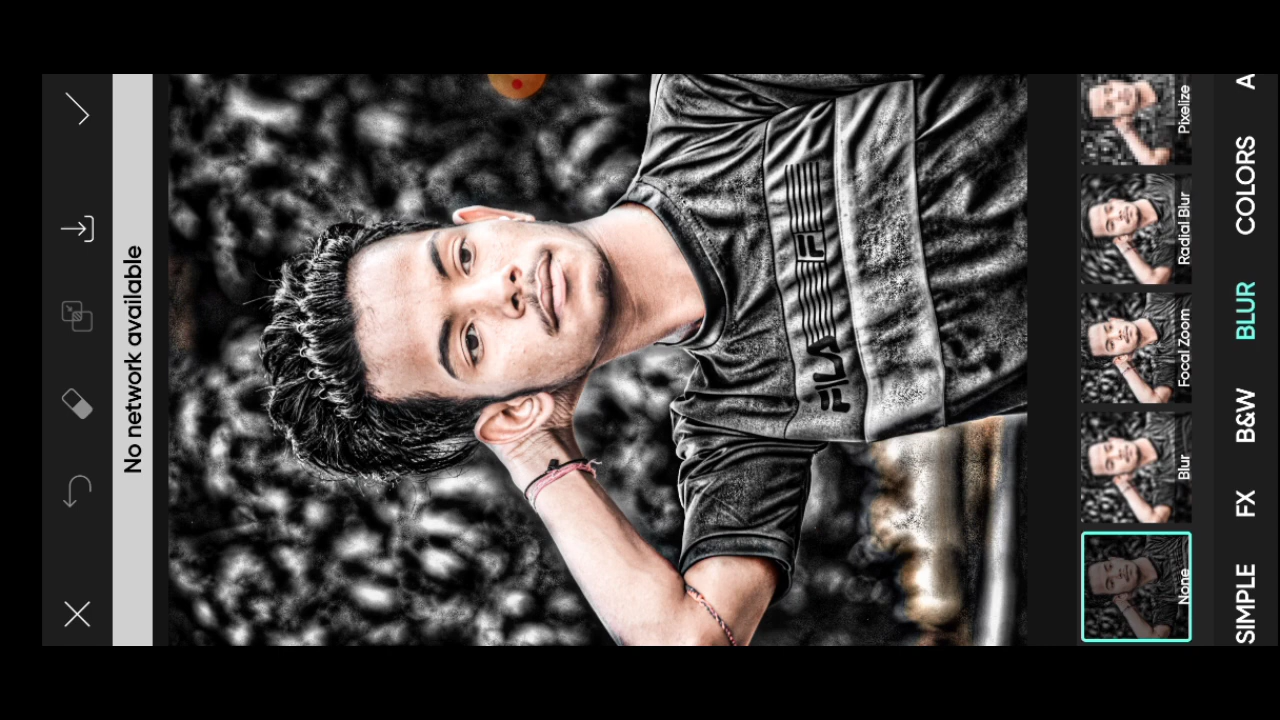 No network available
FILA
F
None
Blur
Focal Zoom
Radial Blur
Pixelize
SIMPLE
FX
B&W
BLUR
COLORS
A